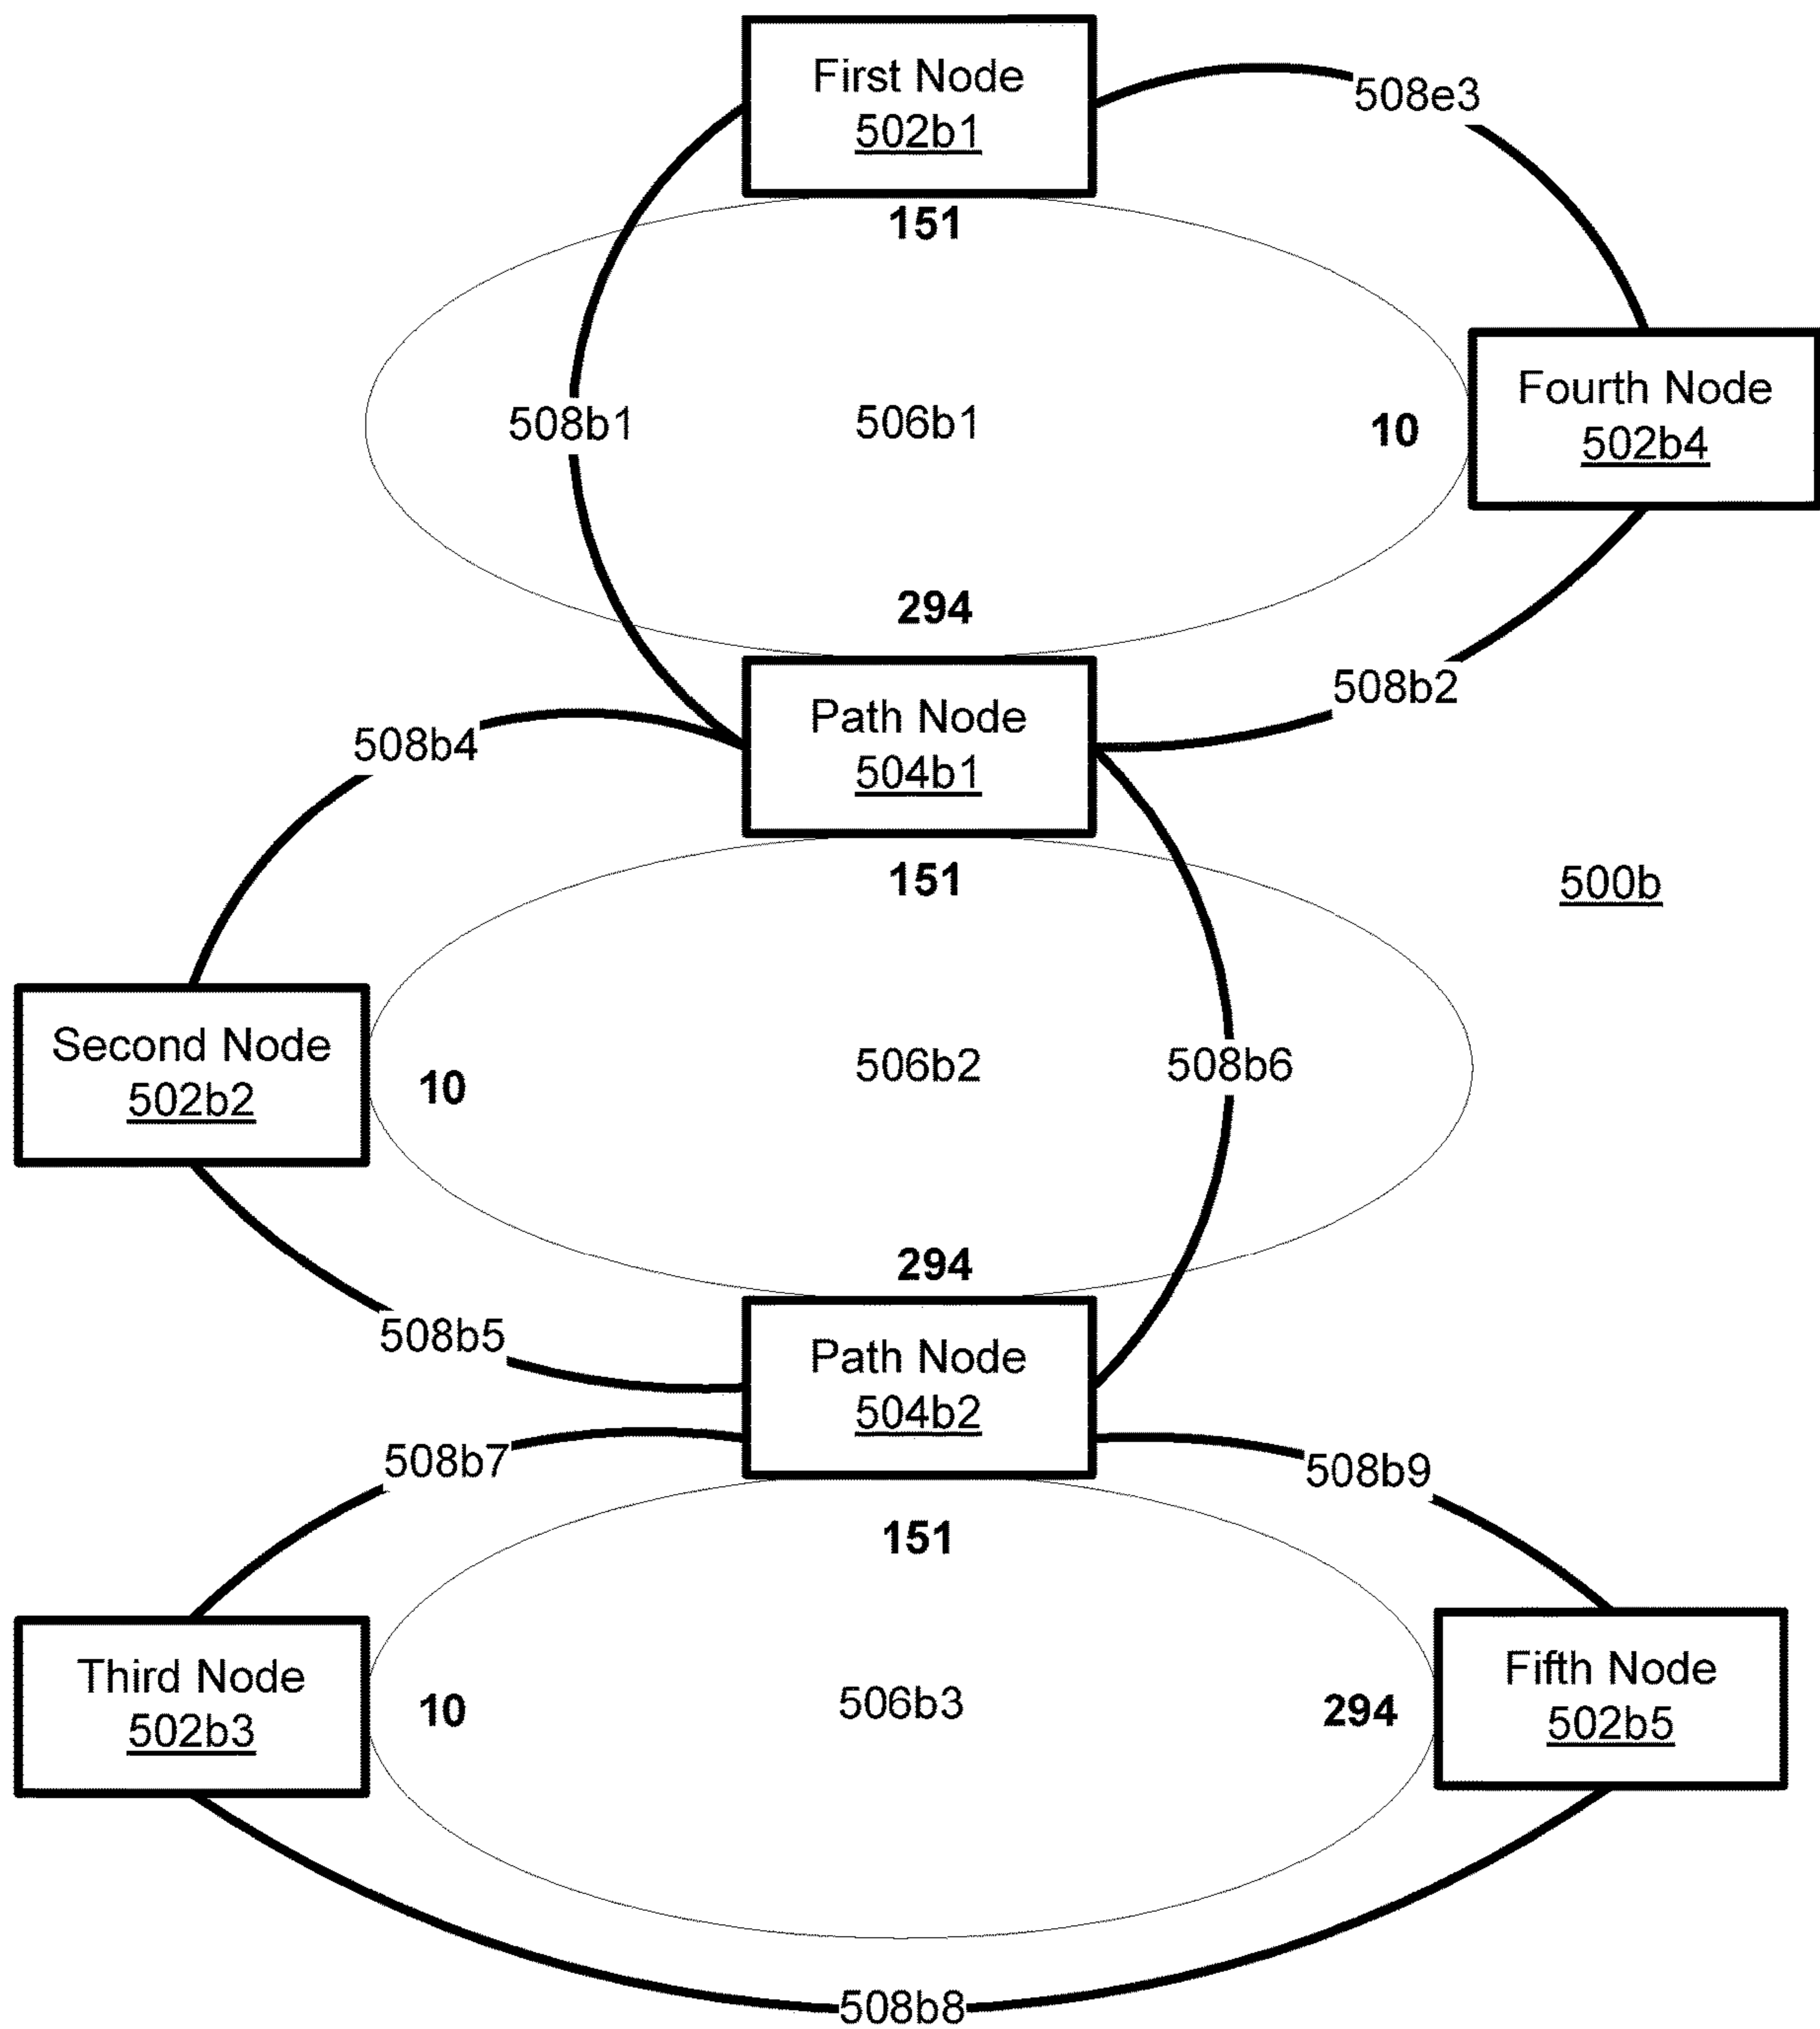 First Node
502b1
508e3
151
Fourth Node
502b4
508b1
506b1
10
294
508b2
Path Node
504b1
508b4
151
500b
Second Node
502b2
10
506b2
508b6
294
508b5
Path Node
504b2
508b7
508b9
151
Third Node
502b3
10
506b3
294
Fifth Node
502b5
508b8